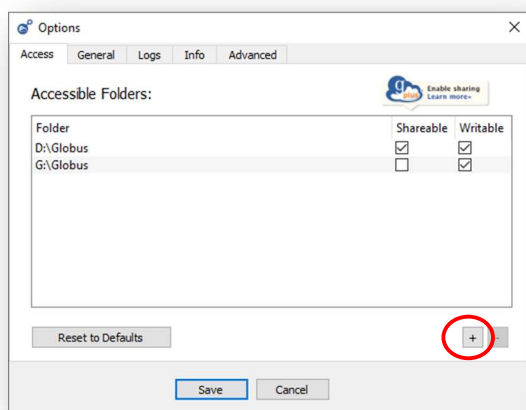 Options
Access General Logs Info Advanced
Accessible Folders:
g plus Enable sharing
Learn more»
Folder Shareable Writable
D:\Globus
G:\Globus
Reset to Defaults + -
Save Cancel